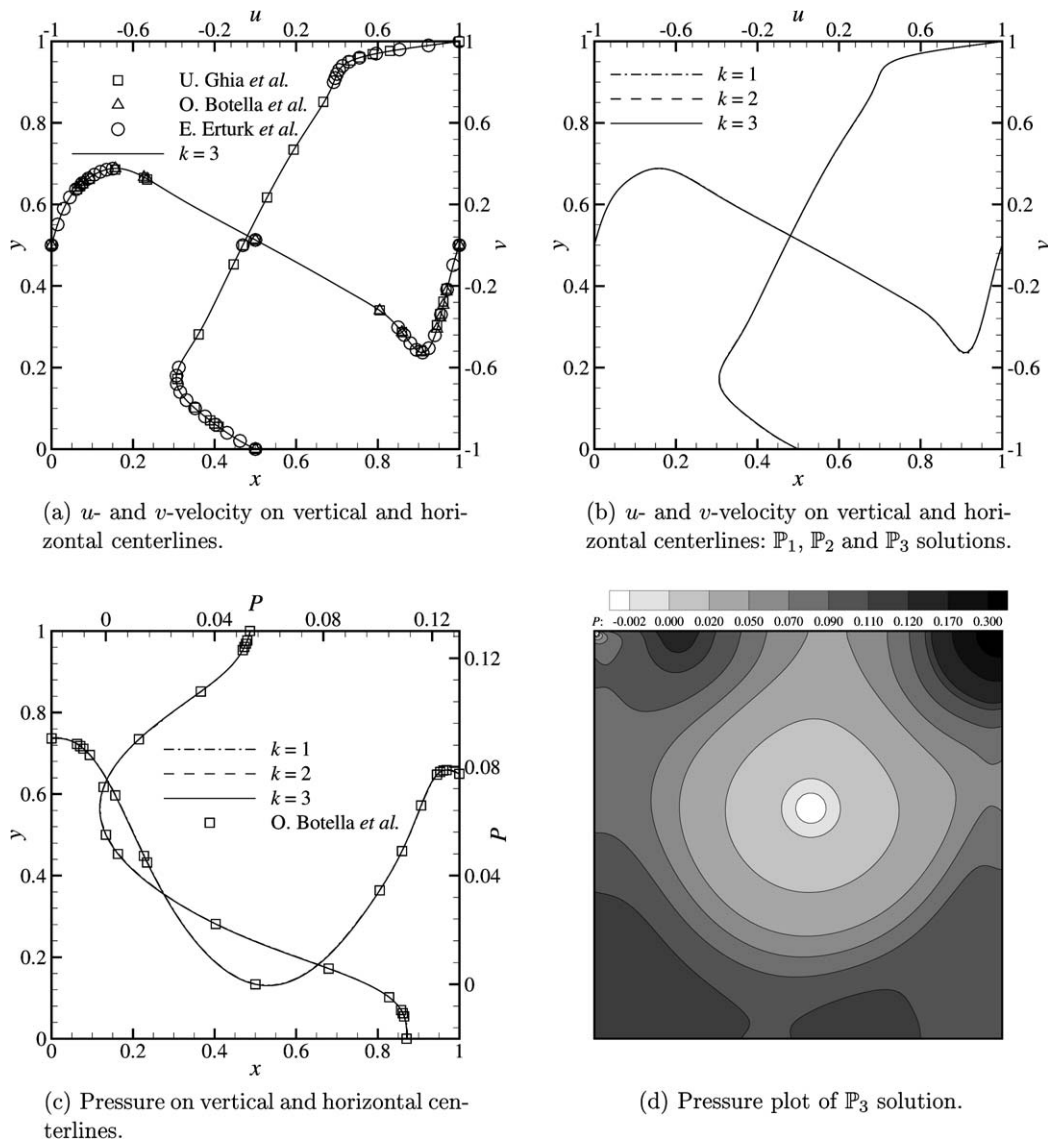 -1 -0.6 -0.2 u 0.2 0.6 1
1
0.8
0.6
y
0.4
0.2
0
1
0.6
0.2
v
-0.2
-0.6
-1
U. Ghia et al.
O. Botella et al.
E. Erturk et al.
k = 3
0 0.2 0.4 0.6 0.8 1
x
(a) u- and v-velocity on vertical and hori-
zontal centerlines.
-1 -0.6 -0.2 u 0.2 0.6 1
1
0.8
0.6
y
0.4
0.2
0
1
0.6
0.2
v
-0.2
-0.6
-1
k = 1
k = 2
k = 3
0 0.2 0.4 0.6 0.8 1
x
(b) u- and v-velocity on vertical and hori-
zontal centerlines: ℙ₁, ℙ₂ and ℙ₃ solutions.
P
0 0.04 0.08 0.12
1
0.8
0.6
y
0.4
0.2
0
0.12
0.08
P
0.04
0
k = 1
k = 2
k = 3
O. Botella et al.
0 0.2 0.4 0.6 0.8 1
x
(c) Pressure on vertical and horizontal cen-
terlines.
P: -0.002 0.000 0.020 0.050 0.070 0.090 0.110 0.120 0.170 0.300
(d) Pressure plot of ℙ₃ solution.